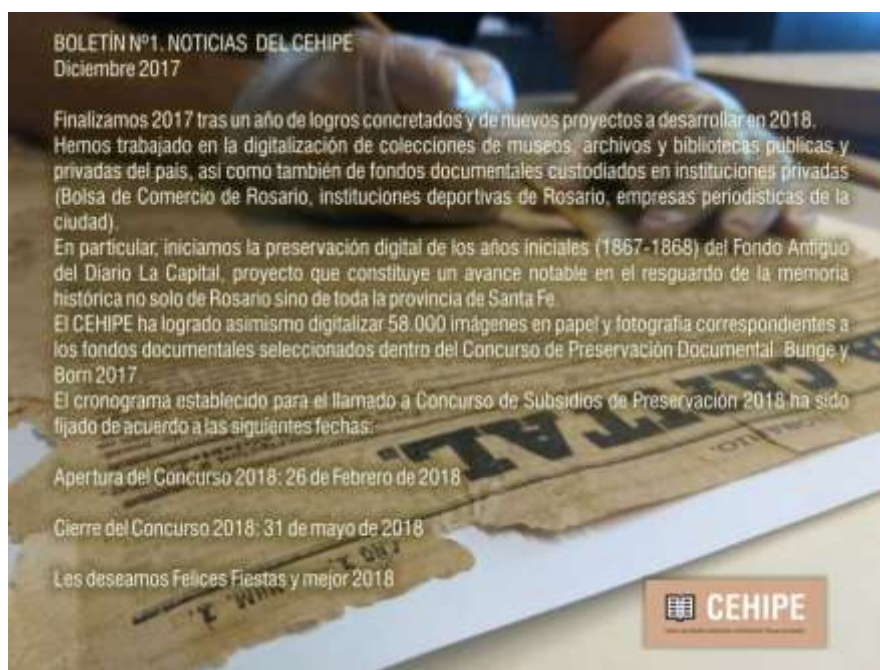 BOLETÍN Nº1. NOTICIAS DEL CEHIPE
Diciembre 2017
Finalizamos 2017 tras un año de logros concretados y de nuevos proyectos a desarrollar en 2018.
Hemos trabajado en la digitalización de colecciones de museos, archivos y bibliotecas públicas y
privadas del país, así como también de fondos documentales custodiados en instituciones privadas
(Bolsa de Comercio de Rosario, instituciones deportivas de Rosario, empresas periodísticas de la
ciudad).
En particular, iniciamos la preservación digital de los años iniciales (1867-1868) del Fondo Antiguo
del Diario La Capital, proyecto que constituye un avance notable en el resguardo de la memoria
histórica no solo de Rosario sino de toda la provincia de Santa Fe.
El CEHIPE ha logrado asimismo digitalizar 58.000 imágenes en papel y fotografía correspondientes a
los fondos documentales seleccionados dentro del Concurso de Preservación Documental Bunge y
Born 2017.
El cronograma establecido para el llamado a Concurso de Subsidios de Preservación 2018 ha sido
fijado de acuerdo a las siguientes fechas:
Apertura del Concurso 2018: 26 de Febrero de 2018
Cierre del Concurso 2018: 31 de mayo de 2018
Les deseamos Felices Fiestas y mejor 2018
LA CAPITAL.
ROSARIO.
AÑO 1.
NUM. 2.
CEHIPE